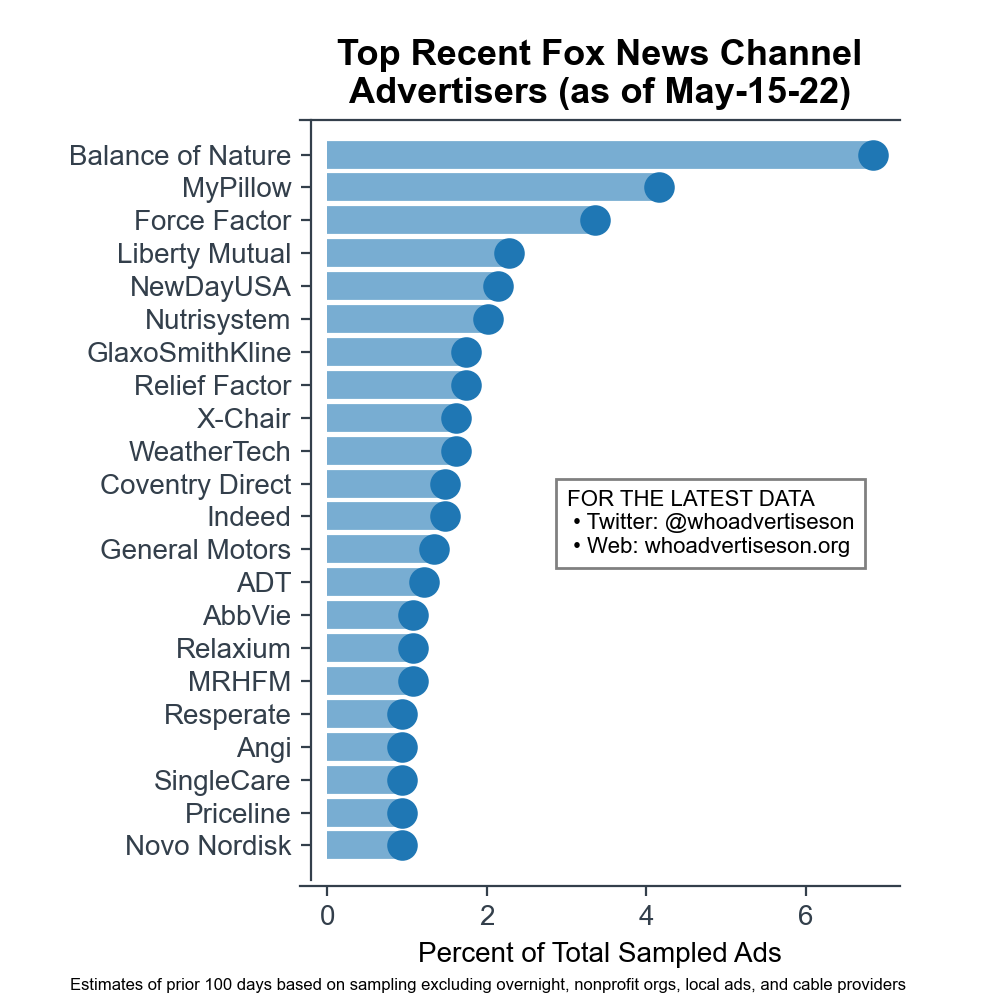 Top Recent Fox News Channel
Advertisers (as of May-15-22)
Balance of Nature
MyPillow
Force Factor
Liberty Mutual
NewDayUSA
Nutrisystem
GlaxoSmithKline
Relief Factor
X-Chair
WeatherTech
Coventry Direct
Indeed
General Motors
ADT
AbbVie
Relaxium
MRHFM
Resperate
Angi
SingleCare
Priceline
Novo Nordisk
FOR THE LATEST DATA
• Twitter: @whoadvertiseson
• Web: whoadvertiseson.org
0 2 4 6
Percent of Total Sampled Ads
Estimates of prior 100 days based on sampling excluding overnight, nonprofit orgs, local ads, and cable providers